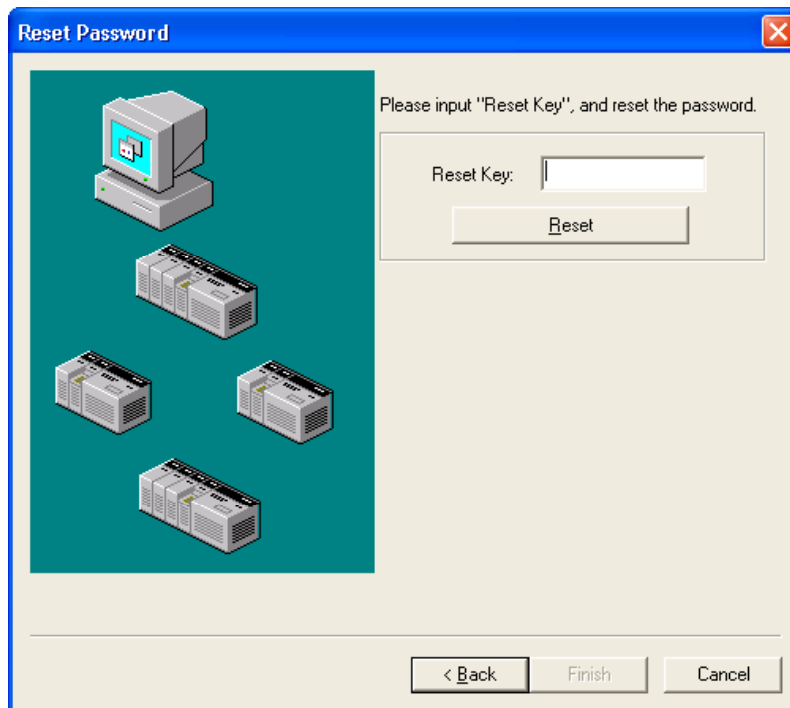 Reset Password
Please input "Reset Key", and reset the password.
Reset Key:
Reset
< Back
Finish
Cancel